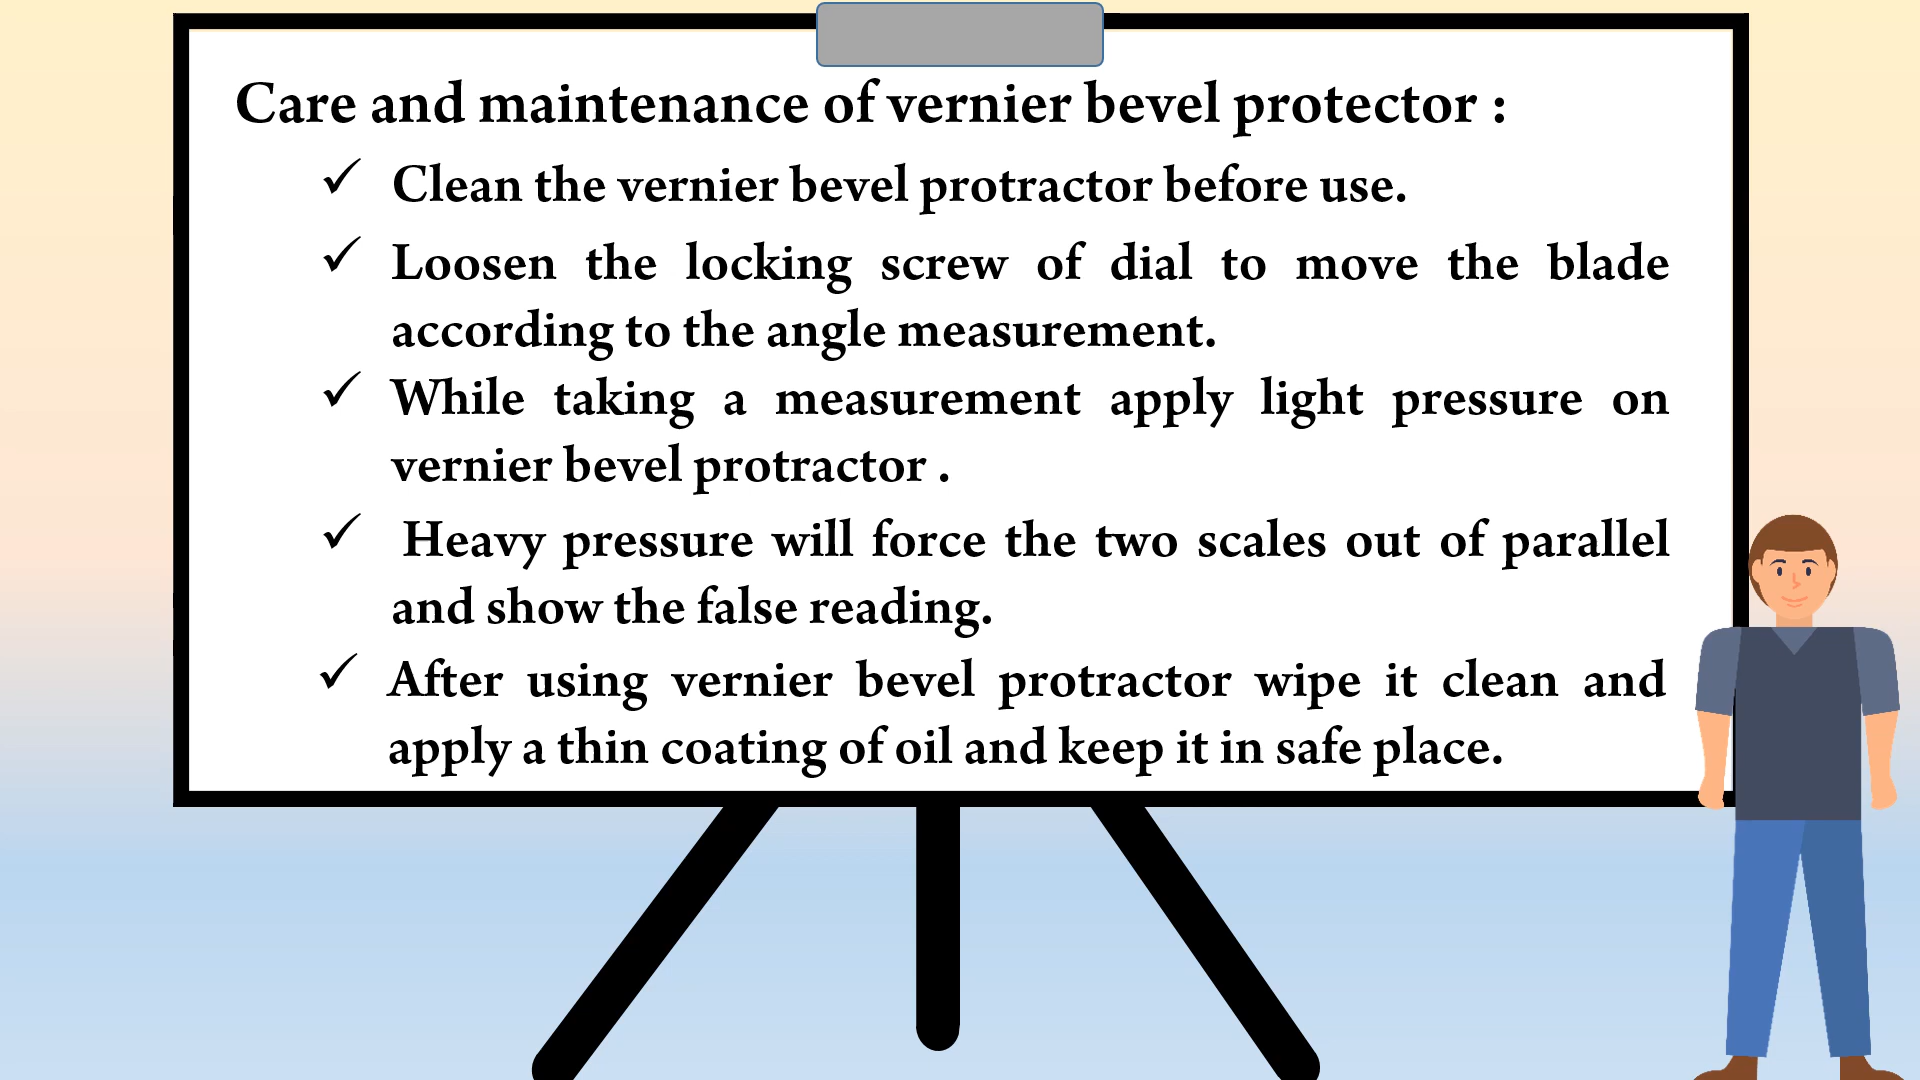 Care and maintenance of vernier bevel protector :
✓ Clean the vernier bevel protractor before use.
✓ Loosen the locking screw of dial to move the blade
according to the angle measurement.
✓ While taking a measurement apply light pressure on
vernier bevel protractor .
✓ Heavy pressure will force the two scales out of parallel
and show the false reading.
✓ After using vernier bevel protractor wipe it clean and
apply a thin coating of oil and keep it in safe place.